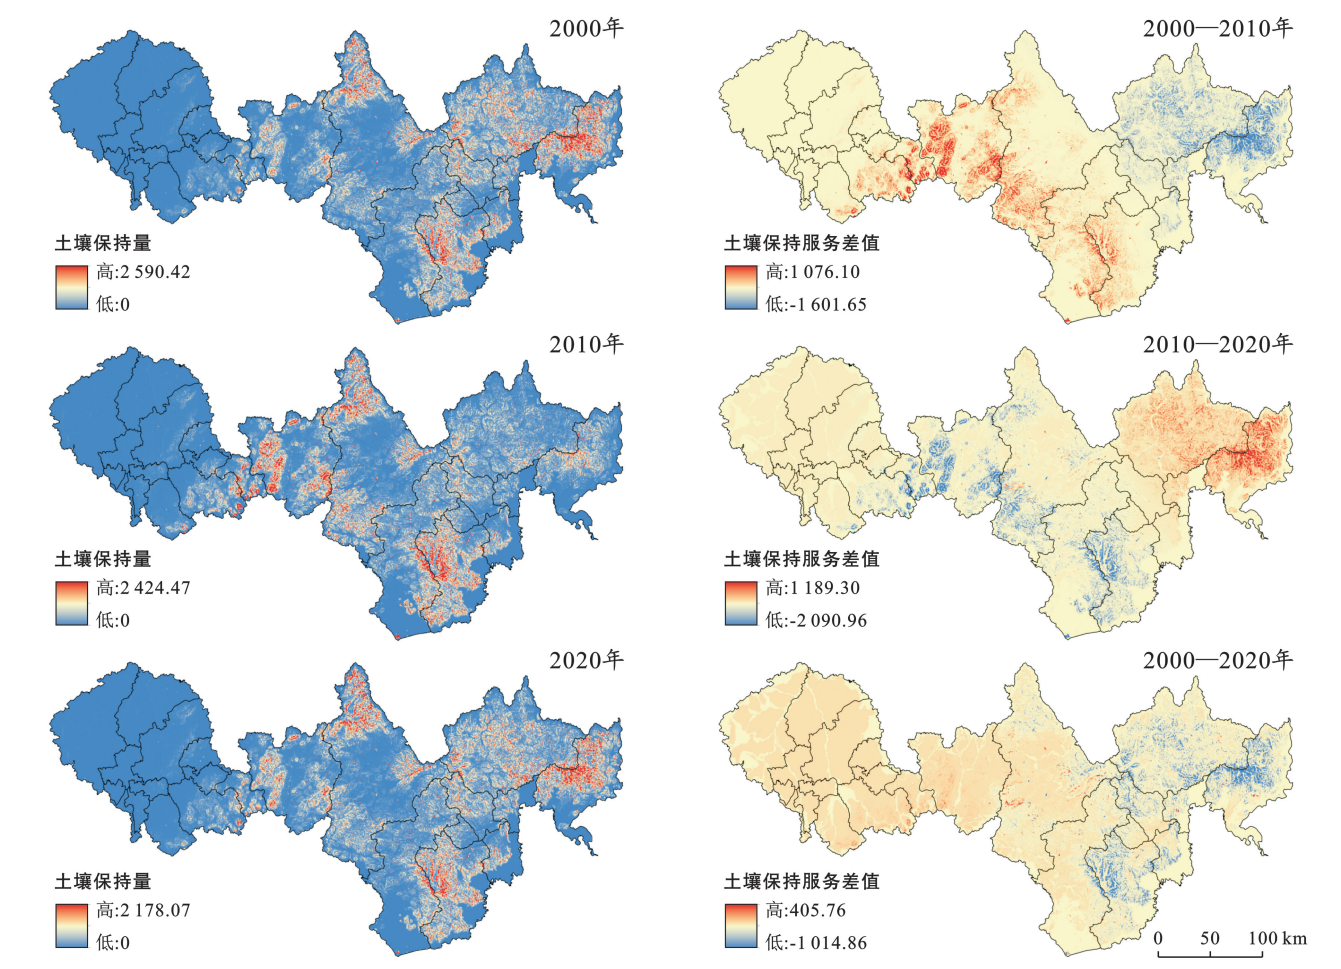 2000年
土壤保持量
高:2 590.42
低:0
2000—2010年
土壤保持服务差值
高:1 076.10
低:-1 601.65
2010年
土壤保持量
高:2 424.47
低:0
2010—2020年
土壤保持服务差值
高:1 189.30
低:-2 090.96
2020年
土壤保持量
高:2 178.07
低:0
2000—2020年
土壤保持服务差值
高:405.76
低:-1 014.86
0 50 100 km